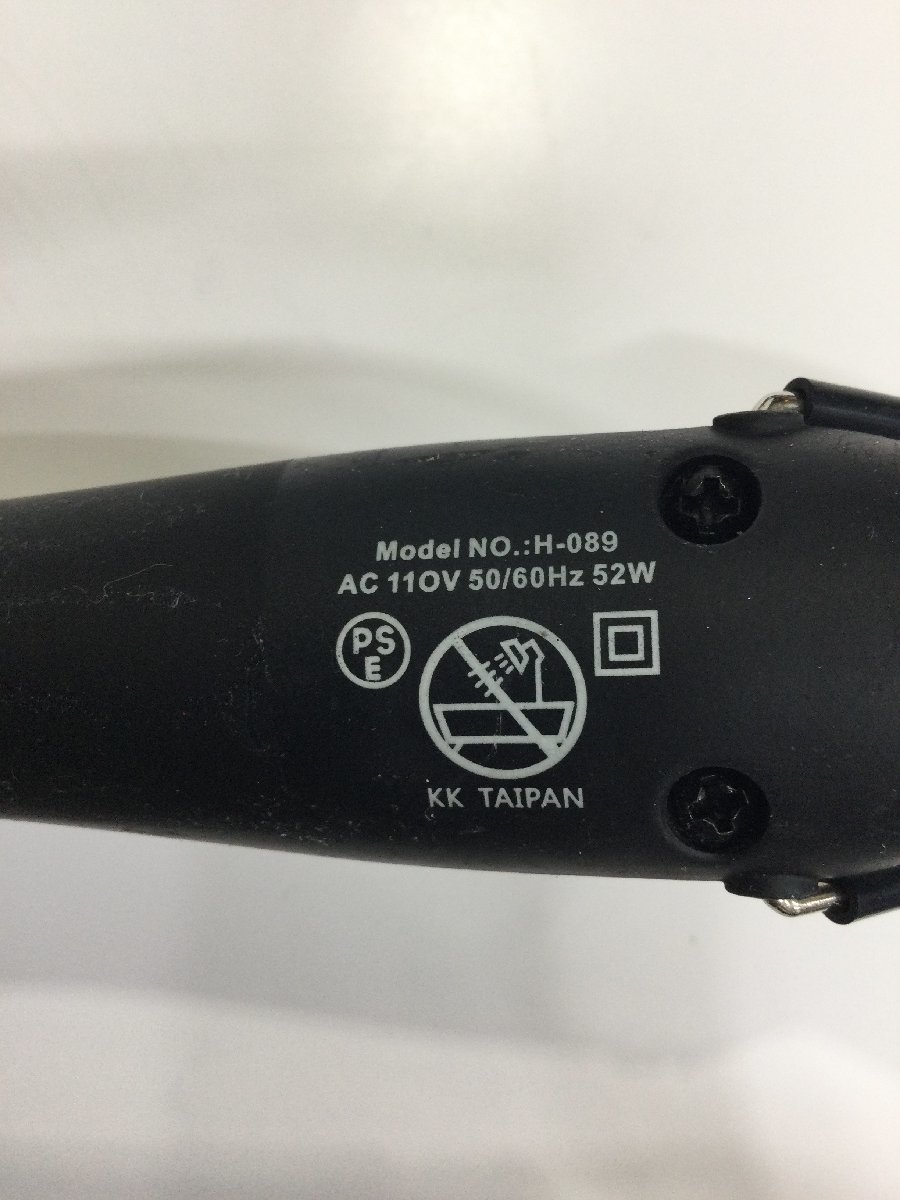 Model NO.:H-089
AC 110V 50/60Hz 52W
PS
E
KK TAIPAN